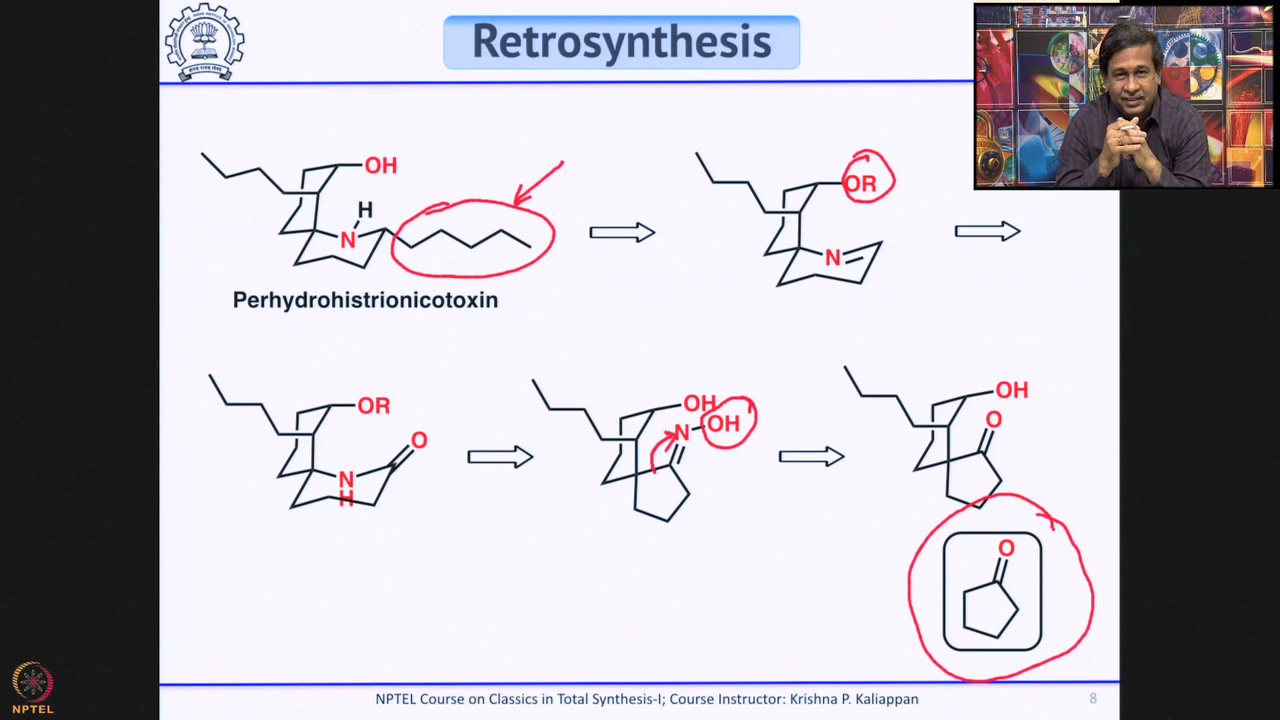 Retrosynthesis
OH
H
N
Perhydrohistrionicotoxin
OR
N
OR
O
N
H
OH
N OH
OH
O
O
NPTEL
NPTEL Course on Classics in Total Synthesis-I; Course Instructor: Krishna P. Kaliappan
8